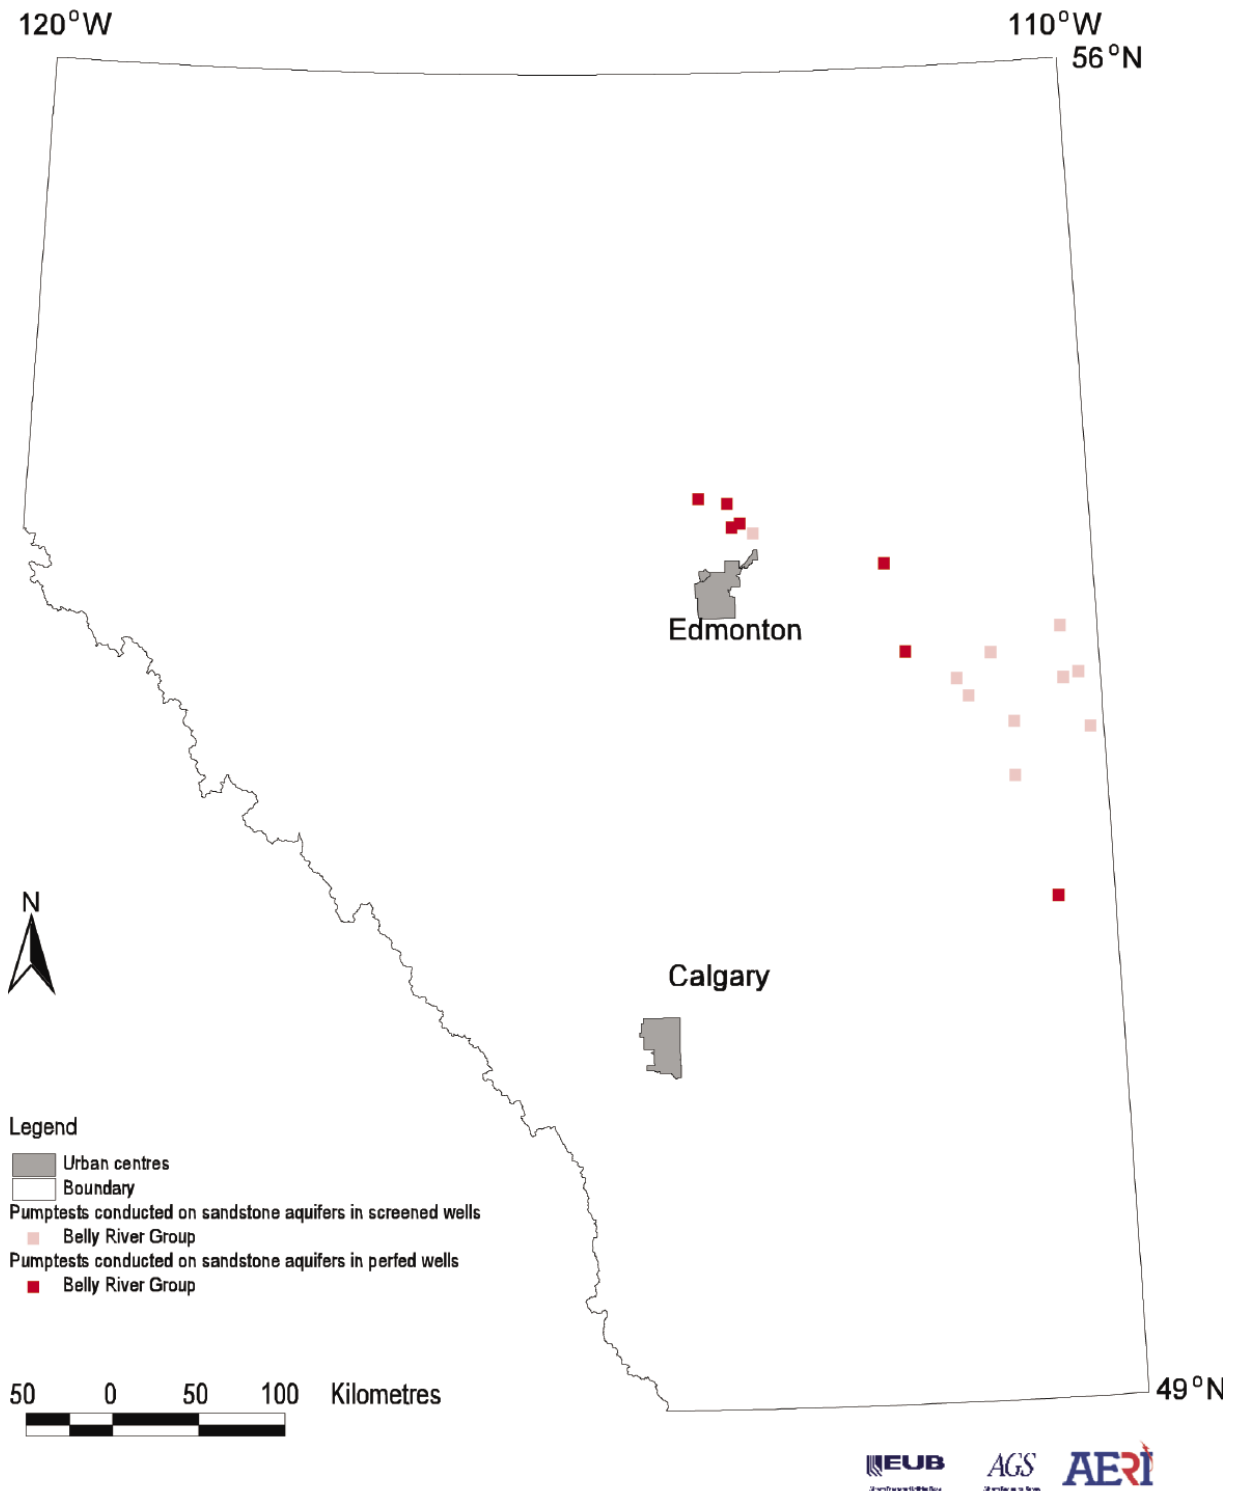 120°W
110°W
56°N
Edmonton
N
Calgary
Legend
Urban centres
Boundary
Pumptests conducted on sandstone aquifers in screened wells
Belly River Group
Pumptests conducted on sandstone aquifers in perfed wells
Belly River Group
50 0 50 100 Kilometres
49°N
EUB AGS AERI